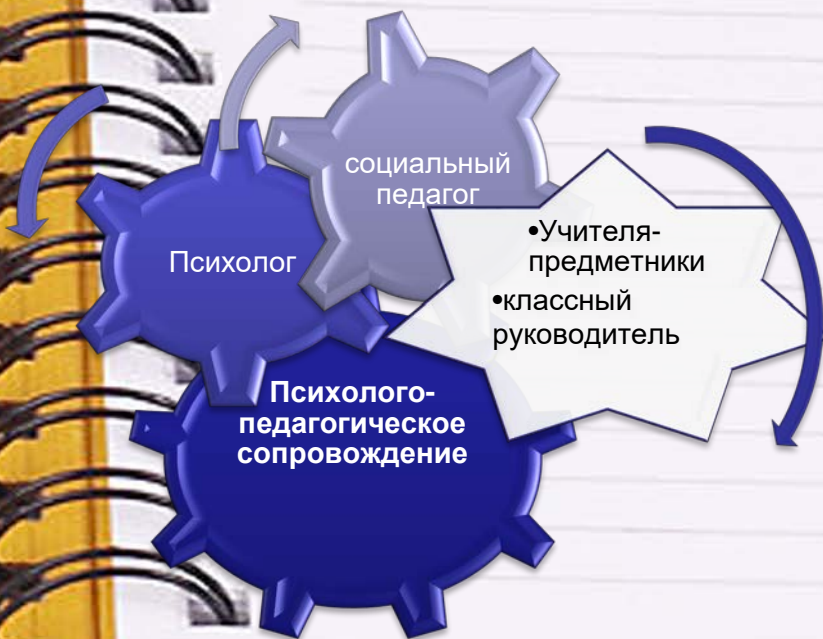 социальный
педагог
Психолог
•Учителя-
предметники
•классный
руководитель
Психолого-
педагогическое
сопровождение